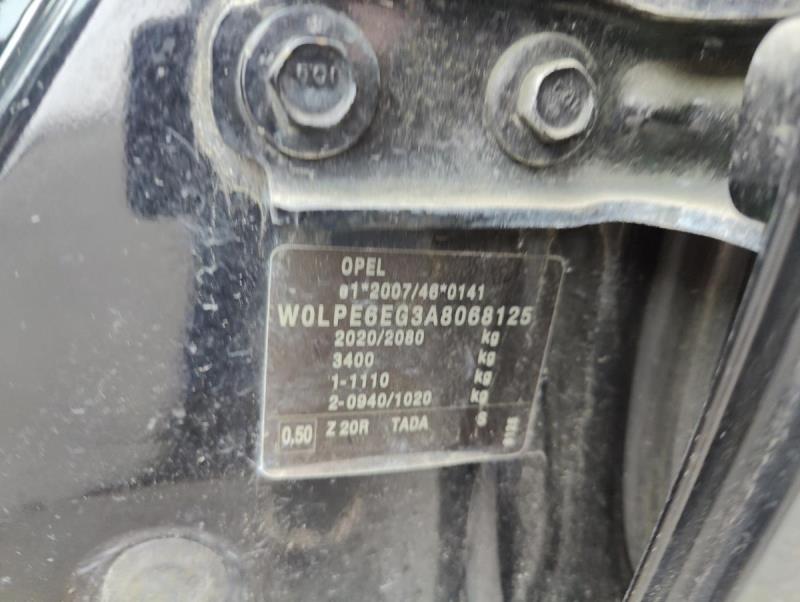 OPEL
e1*2007/46*0141
W0LPE6EG3A8068125
2020/2080 kg
3400 kg
1-1110 kg
2-0940/1020 kg
0,50 Z 20R TADA 6